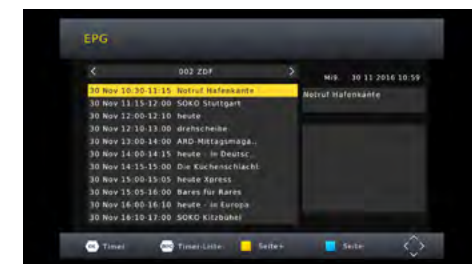 EPG
002 ZDF
30 Nov 10:30-11:15 Notruf Hafenkante
30 Nov 11:15-12:00 SOKO Stuttgart
30 Nov 12:00-12:10 heute
30 Nov 12:10-13:00 drehscheibe
30 Nov 13:00-14:00 ARD-Mittagsmaga..
30 Nov 14:00-14:15 heute - in Deutsc..
30 Nov 14:15-15:00 Die Küchenschlacht
30 Nov 15:00-15:05 heute Xpress
30 Nov 15:05-16:00 Bares für Rares
30 Nov 16:00-16:10 heute - in Europa
30 Nov 16:10-17:00 SOKO Kitzbühel
30 11 2016 10:59
Notruf Hafenkante
Timer
Timer-Liste
Seite+
Seite-